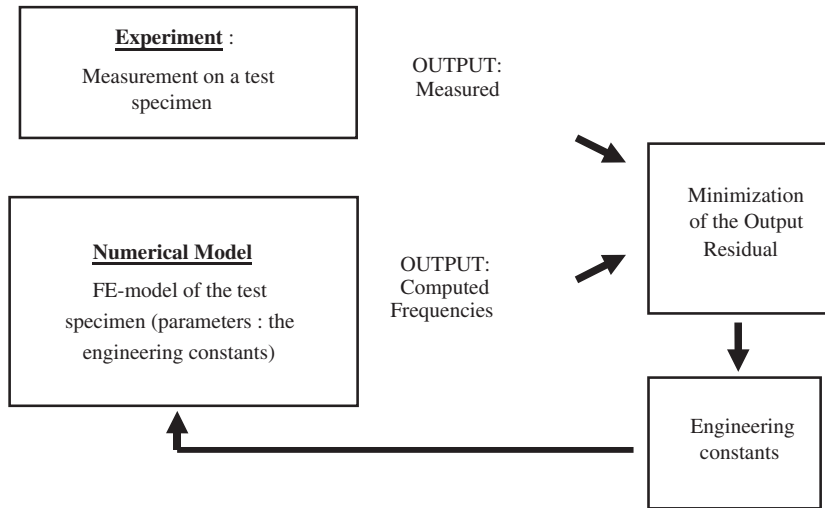 Experiment :
Measurement on a test
specimen
OUTPUT:
Measured
Numerical Model
FE-model of the test
specimen (parameters : the
engineering constants)
OUTPUT:
Computed
Frequencies
Minimization
of the Output
Residual
Engineering
constants